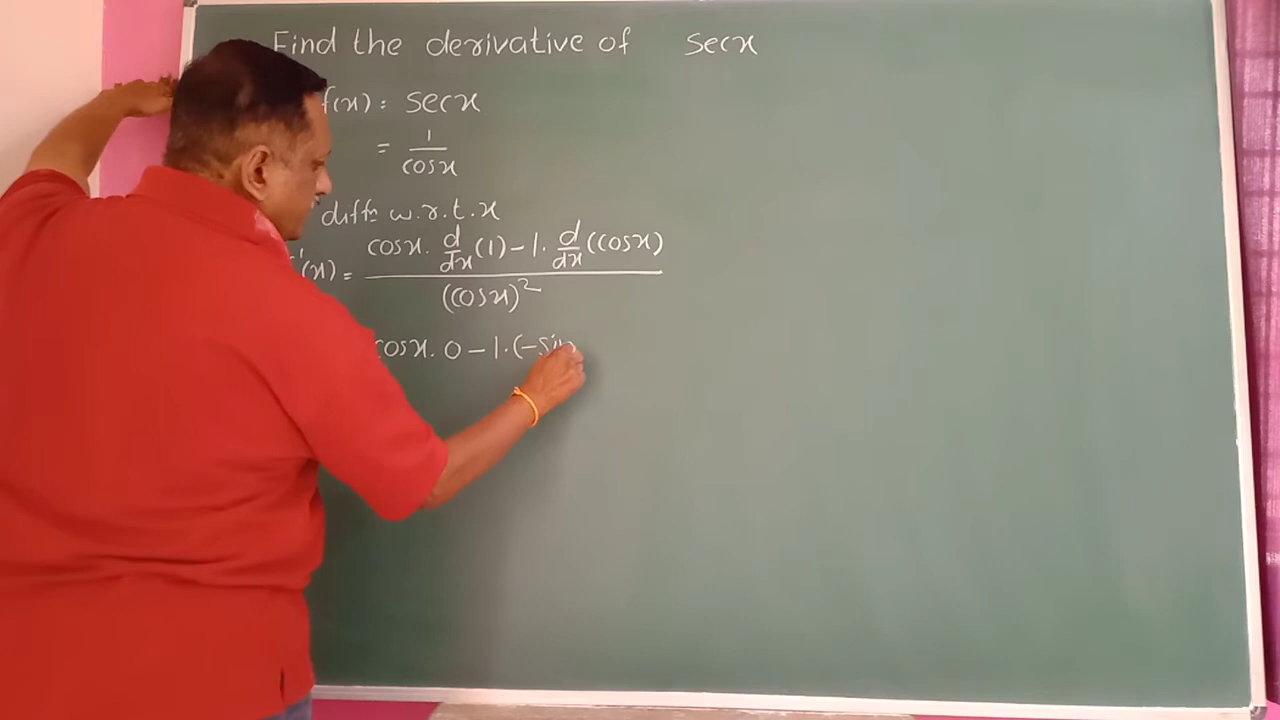 Find the derivative of secx
f(x) = secx
= 1/cosx
diffn w.r.t.x
f'(x) = (cosx. d/dx (1) - 1. d/dx (cosx))/(cosx)²
cosx. 0 - 1. (-sin